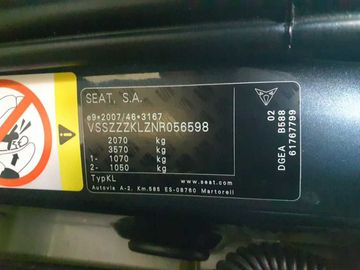 SEAT, S.A.
e9*2007/46*3167
VSSZZZKLZNR056598
2070 kg
3570 kg
1- 1070 kg
2- 1050 kg
TypKL
www.seat.com
Autovia A-2, Km.585 ES-08760 Martorell
02
DGEA B588
61767799